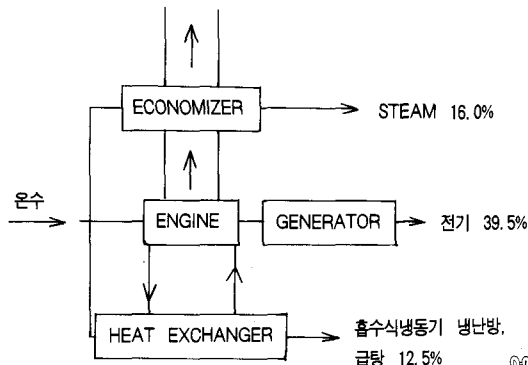 ECONOMIZER
STEAM 16.0%
온수
ENGINE
GENERATOR
전기 39.5%
HEAT EXCHANGER
흡수식냉동기 냉난방,
급탕 12.5%